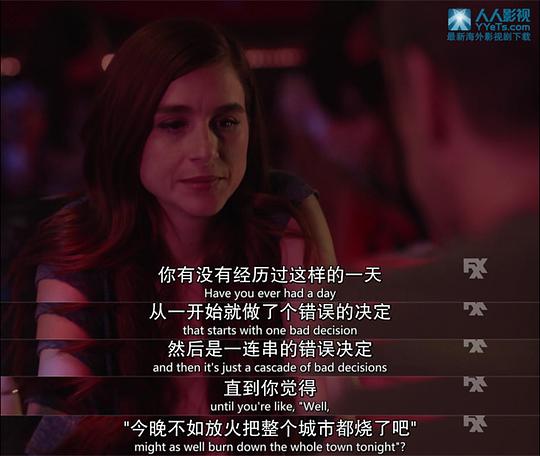 人人影视
YYeTs.com
最新海外影视剧下载
你有没有经历过这样的一天
FXX
Have you ever had a day
从一开始就做了个错误的决定
FXX
that starts with one bad decision
然后是一连串的错误决定
FXX
and then it's just a cascade of bad decisions
直到你觉得
FXX
until you're like, "Well,
"今晚不如放火把整个城市都烧了吧"
FXX
might as well burn down the whole town tonight"?